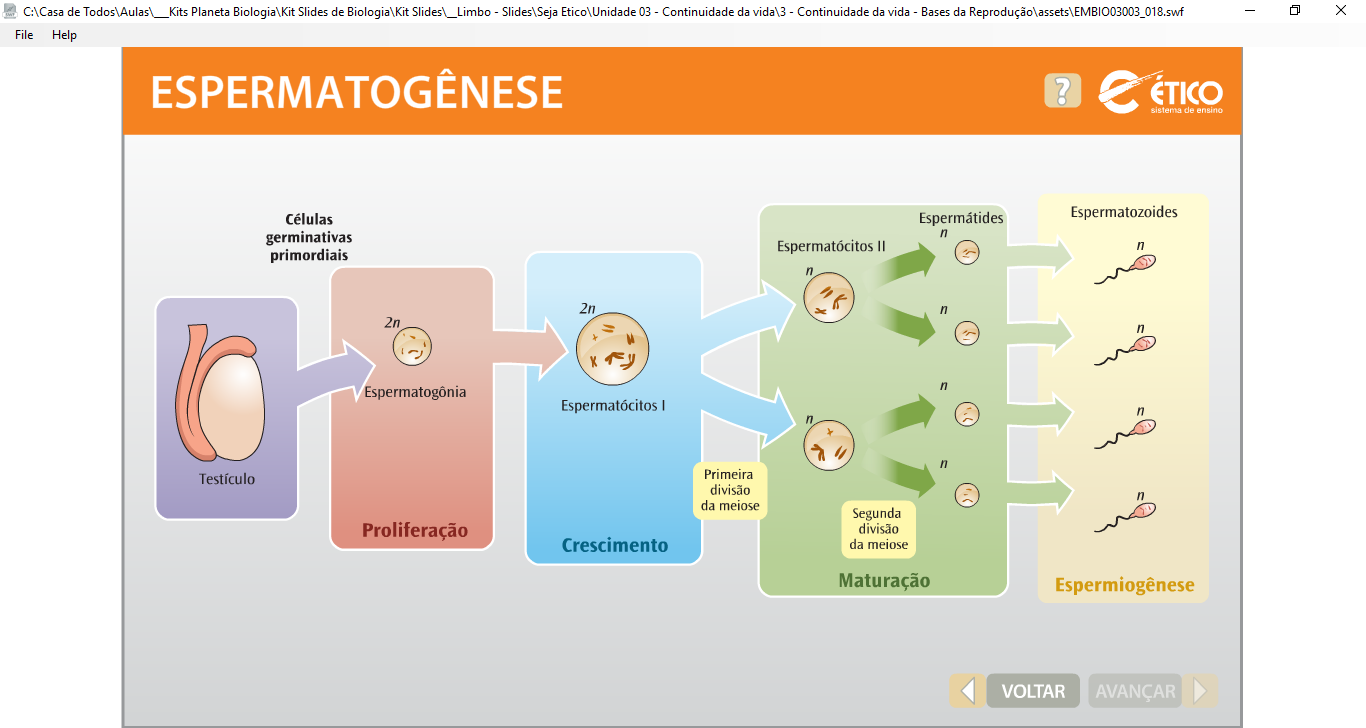 C:\Casa de Todos\Aulas\___Kits Planeta Biologia\Kit Slides de Biologia\Kit Slides\__Limbo - Slides\Seja Etico\Unidade 03 - Continuidade da vida\3 - Continuidade da vida - Bases da Reprodução\assets\EMBIO03003_018.swf
File Help
ESPERMATOGÊNESE
?
ÉTICO
sistema de ensino
Células
germinativas
primordiais
Testículo
2n
Espermatogônia
Proliferação
2n
Espermatócitos I
Crescimento
Primeira
divisão
da meiose
Espermatócitos II
n
n
Segunda
divisão
da meiose
Espermátides
n
n
n
n
Maturação
Espermatozoides
n
n
n
n
Espermiogênese
VOLTAR
AVANÇAR